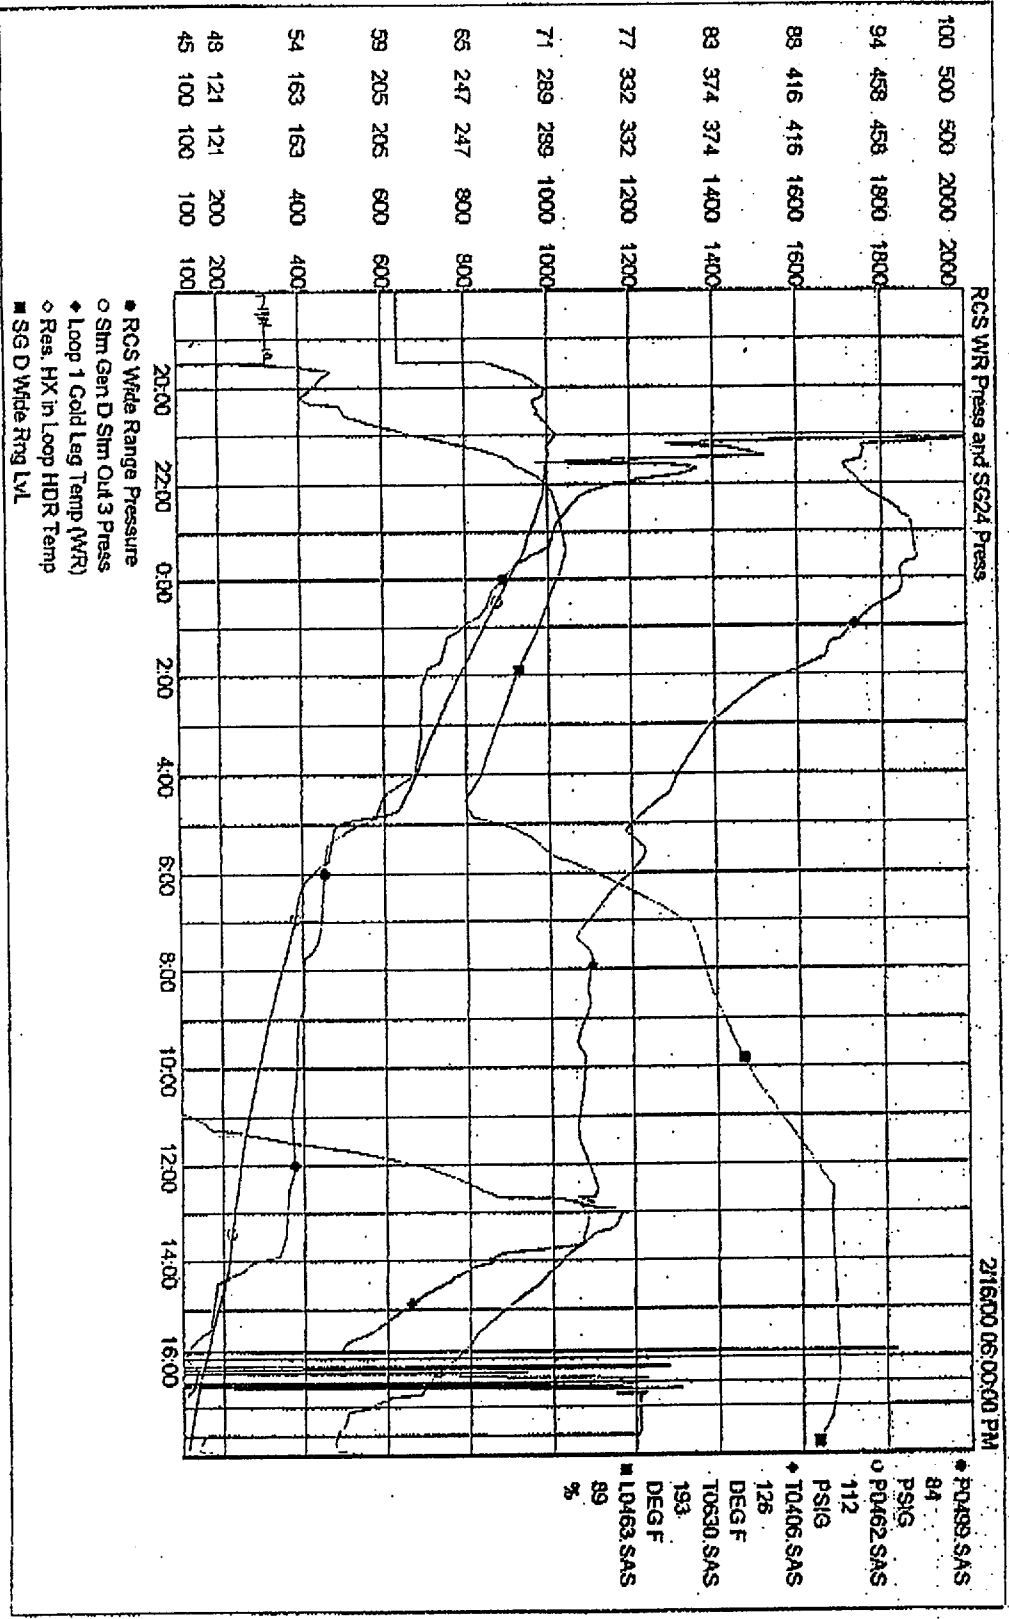 RCS WR Press and SG24 Press
2/16/00 06:00:00 PM
100 500 500 2000 2000
94 458 458 1800 1800
88 416 416 1600 1600
83 374 374 1400 1400
77 332 332 1200 1200
71 289 289 1000 1000
65 247 247 800 800
59 205 205 600 600
54 163 163 400 400
48 121 121 200 200
45 100 100 100 100
20:00 22:00 0:00 2:00 4:00 6:00 8:00 10:00 12:00 14:00 16:00
RCS Wide Range Pressure
Stm Gen D Stm Out 3 Press
Loop 1 Cold Leg Temp (WR)
Res. HX in Loop HDR Temp
SG D Wide Rng LvL
P0499.SAS
84
PSIG
P0462.SAS
112
PSIG
T0406.SAS
126
DEG F
T0630.SAS
193
DEG F
L0463.SAS
89
%